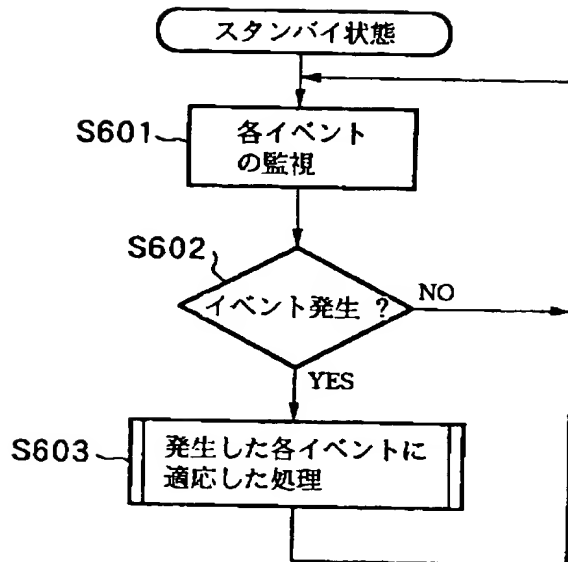 スタンバイ状態
S601
各イベント
の監視
S602
イベント発生 ?
NO
YES
S603
発生した各イベントに
適応した処理